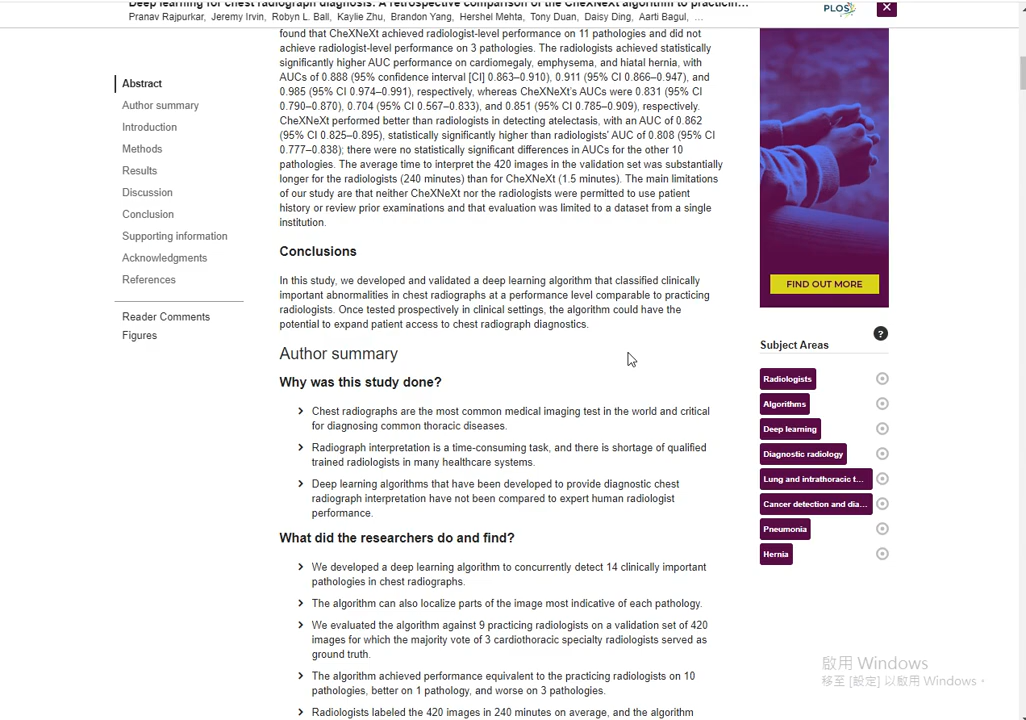 Deep learning for chest radiograph diagnosis: A retrospective comparison of the CheXNeXt algorithm to practicin...
Pranav Rajpurkar, Jeremy Irvin, Robyn L. Ball, Kaylie Zhu, Brandon Yang, Hershel Mehta, Tony Duan, Daisy Ding, Aarti Bagul, ...
PLOS
found that CheXNeXt achieved radiologist-level performance on 11 pathologies and did not
achieve radiologist-level performance on 3 pathologies. The radiologists achieved statistically
significantly higher AUC performance on cardiomegaly, emphysema, and hiatal hernia, with
AUCs of 0.888 (95% confidence interval [CI] 0.863–0.910), 0.911 (95% CI 0.866–0.947), and
0.985 (95% CI 0.974–0.991), respectively, whereas CheXNeXt's AUCs were 0.831 (95% CI
0.790–0.870), 0.704 (95% CI 0.567–0.833), and 0.851 (95% CI 0.785–0.909), respectively.
CheXNeXt performed better than radiologists in detecting atelectasis, with an AUC of 0.862
(95% CI 0.825–0.895), statistically significantly higher than radiologists' AUC of 0.808 (95% CI
0.777–0.838); there were no statistically significant differences in AUCs for the other 10
pathologies. The average time to interpret the 420 images in the validation set was substantially
longer for the radiologists (240 minutes) than for CheXNeXt (1.5 minutes). The main limitations
of our study are that neither CheXNeXt nor the radiologists were permitted to use patient
history or review prior examinations and that evaluation was limited to a dataset from a single
institution.
Abstract
Author summary
Introduction
Methods
Results
Discussion
Conclusion
Supporting information
Acknowledgments
References
Reader Comments
Figures
Conclusions
In this study, we developed and validated a deep learning algorithm that classified clinically
important abnormalities in chest radiographs at a performance level comparable to practicing
radiologists. Once tested prospectively in clinical settings, the algorithm could have the
potential to expand patient access to chest radiograph diagnostics.
Author summary
Why was this study done?
Chest radiographs are the most common medical imaging test in the world and critical
for diagnosing common thoracic diseases.
Radiograph interpretation is a time-consuming task, and there is shortage of qualified
trained radiologists in many healthcare systems.
Deep learning algorithms that have been developed to provide diagnostic chest
radiograph interpretation have not been compared to expert human radiologist
performance.
What did the researchers do and find?
We developed a deep learning algorithm to concurrently detect 14 clinically important
pathologies in chest radiographs.
The algorithm can also localize parts of the image most indicative of each pathology.
We evaluated the algorithm against 9 practicing radiologists on a validation set of 420
images for which the majority vote of 3 cardiothoracic specialty radiologists served as
ground truth.
The algorithm achieved performance equivalent to the practicing radiologists on 10
pathologies, better on 1 pathology, and worse on 3 pathologies.
Radiologists labeled the 420 images in 240 minutes on average, and the algorithm
FIND OUT MORE
?
Subject Areas
Radiologists
Algorithms
Deep learning
Diagnostic radiology
Lung and intrathoracic t...
Cancer detection and dia...
Pneumonia
Hernia
啟用 Windows
移至 [設定] 以啟用 Windows。